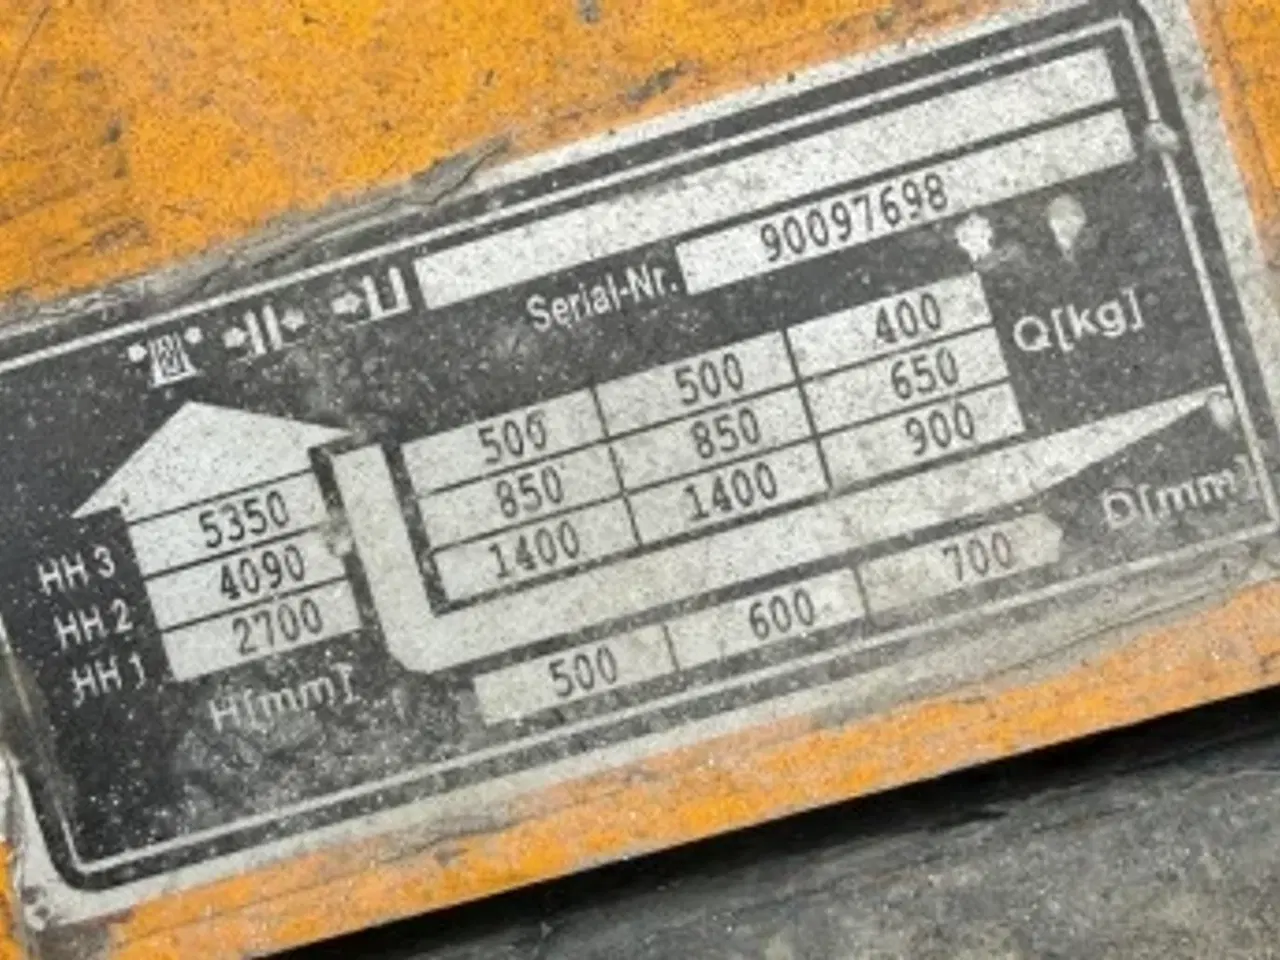 Serial-Nr. 90097698
HH 3 5350 500 500 400 Q[kg]
HH 2 4090 850 850 650
HH 1 2700 1400 1400 900
H[mm] 500 600 700 D[mm]